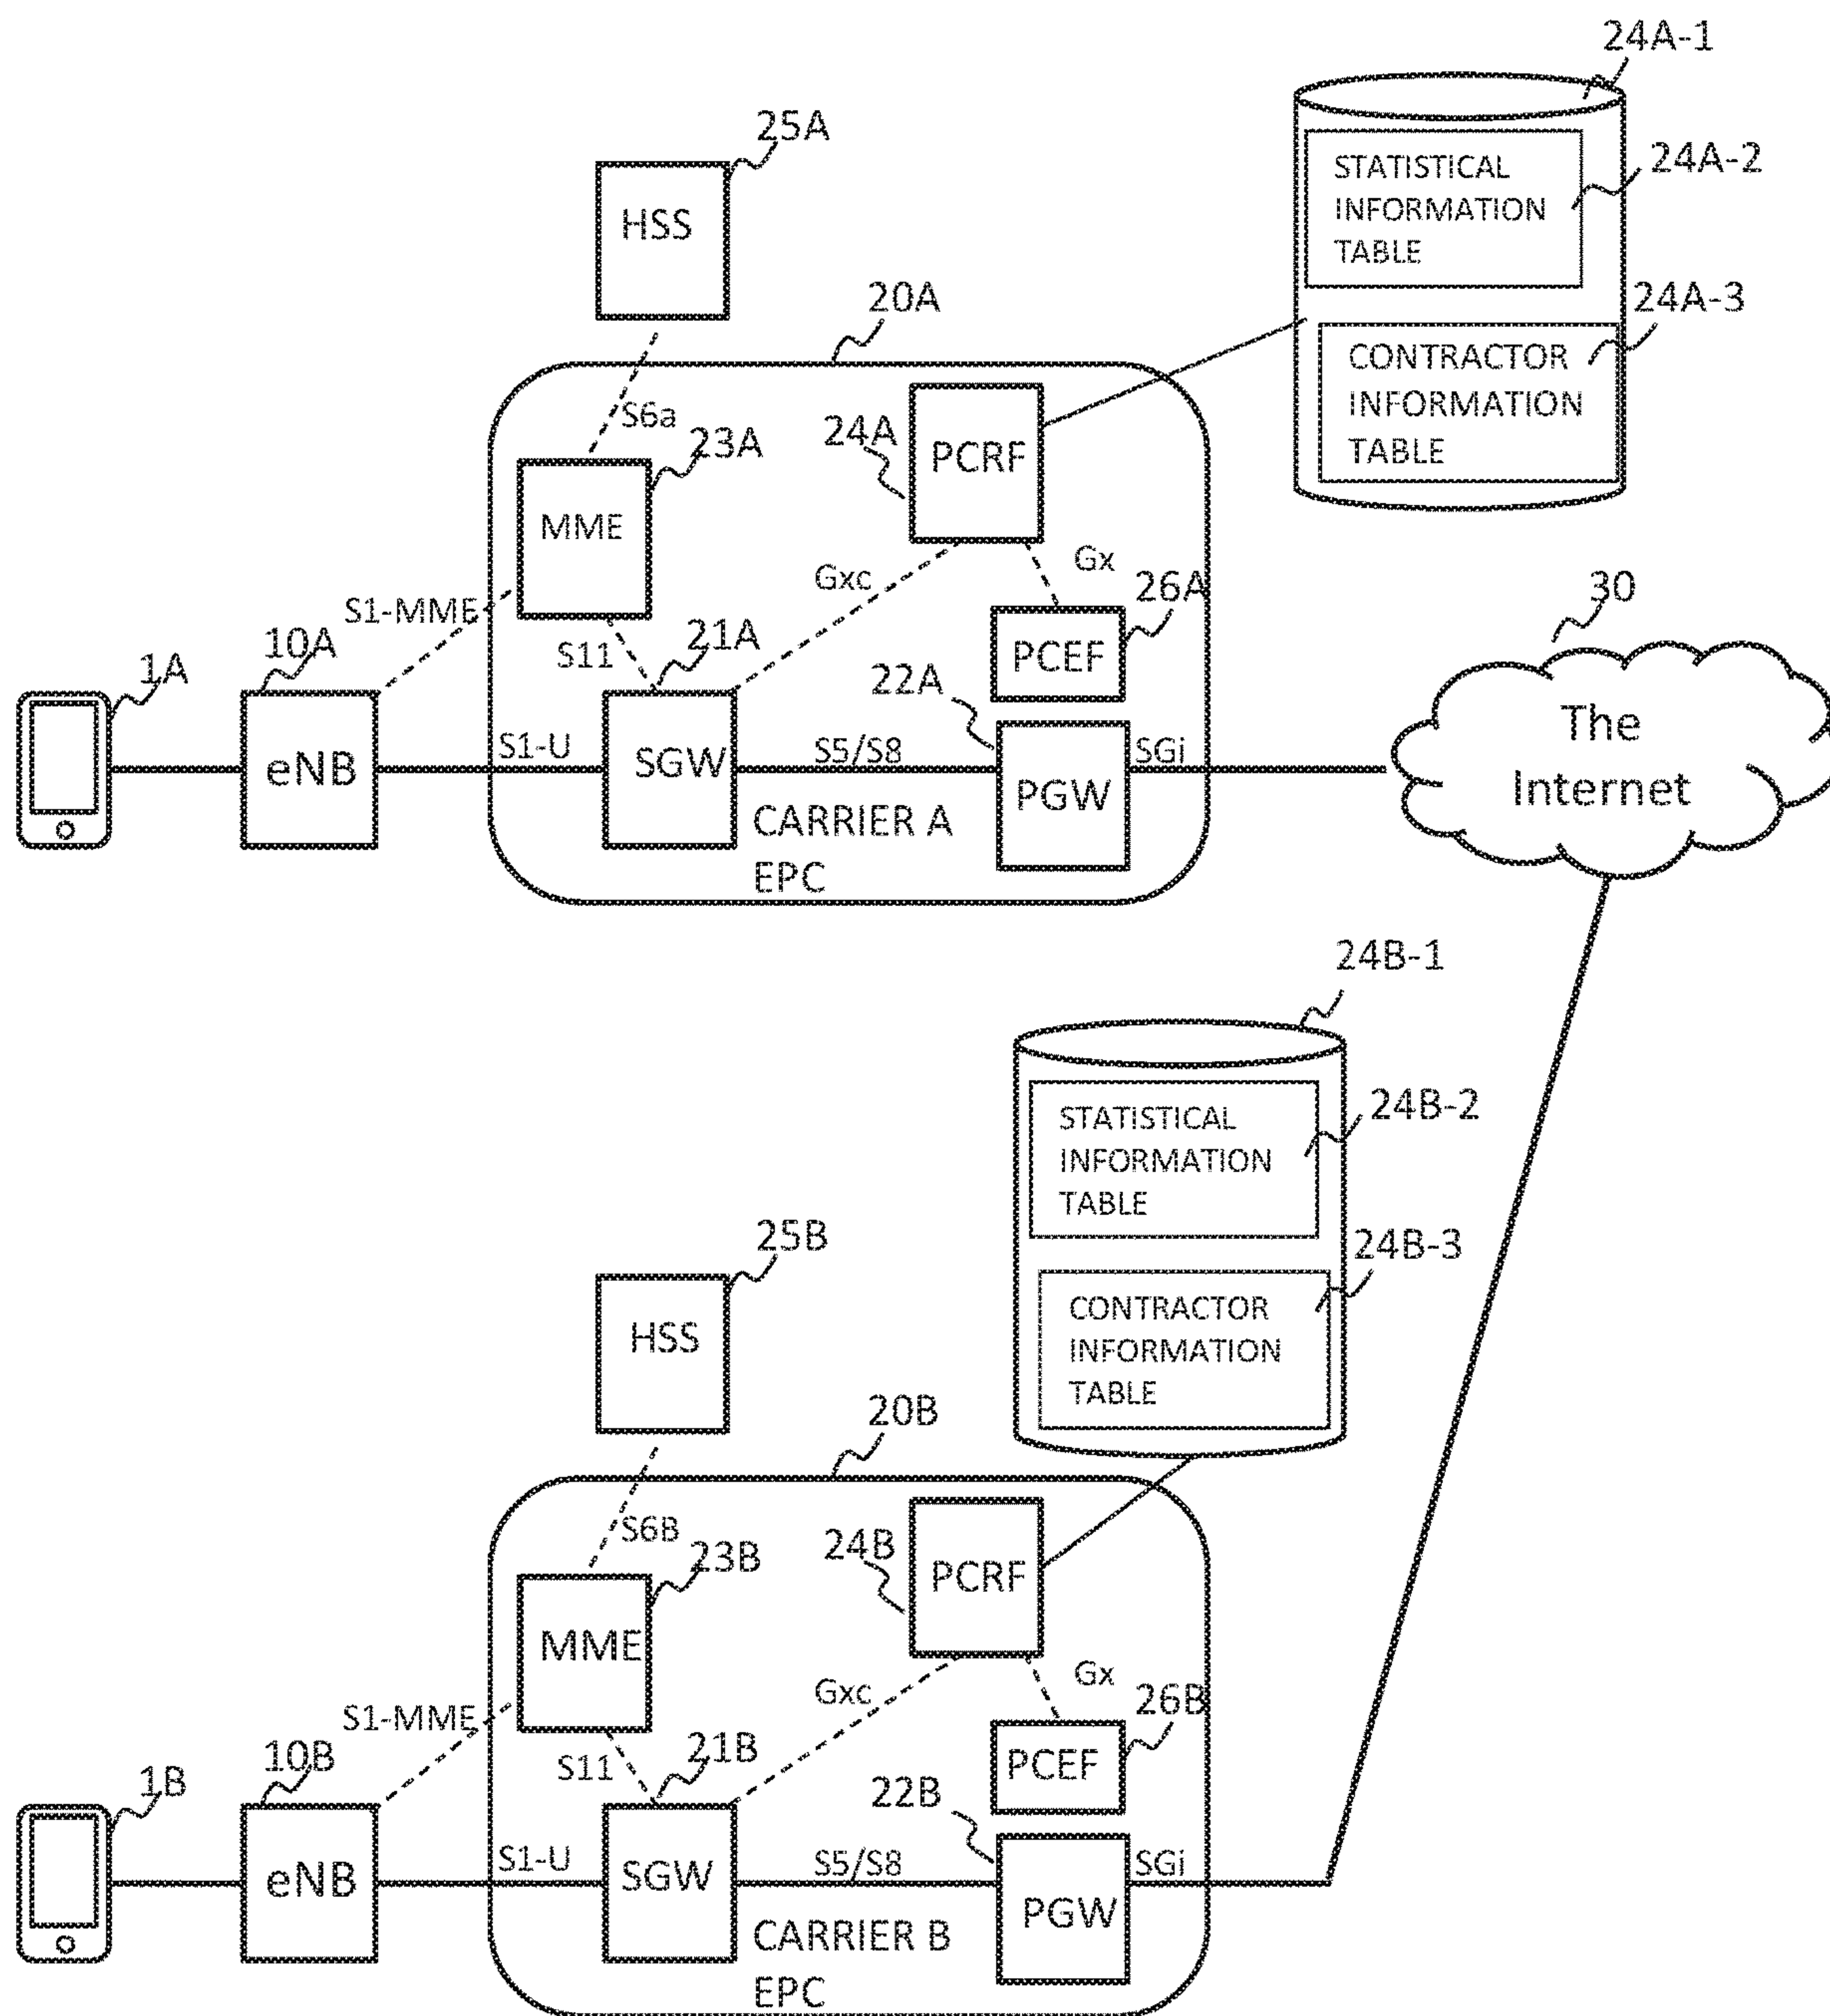 24A-1
25A
STATISTICAL
INFORMATION
TABLE
24A-2
HSS
20A
24A-3
CONTRACTOR
INFORMATION
TABLE
S6a
23A
24A
PCRF
MME
Gxc
Gx
26A
30
S1-MME
10A
S11
21A
PCEF
1A
22A
The
Internet
eNB
S1-U
SGW
S5/S8
PGW
SGi
CARRIER A
EPC
24B-1
STATISTICAL
INFORMATION
TABLE
24B-2
25B
24B-3
HSS
CONTRACTOR
INFORMATION
TABLE
20B
S6B
23B
24B
PCRF
MME
Gxc
Gx
26B
S1-MME
10B
S11
21B
PCEF
1B
22B
eNB
S1-U
SGW
S5/S8
PGW
SGi
CARRIER B
EPC